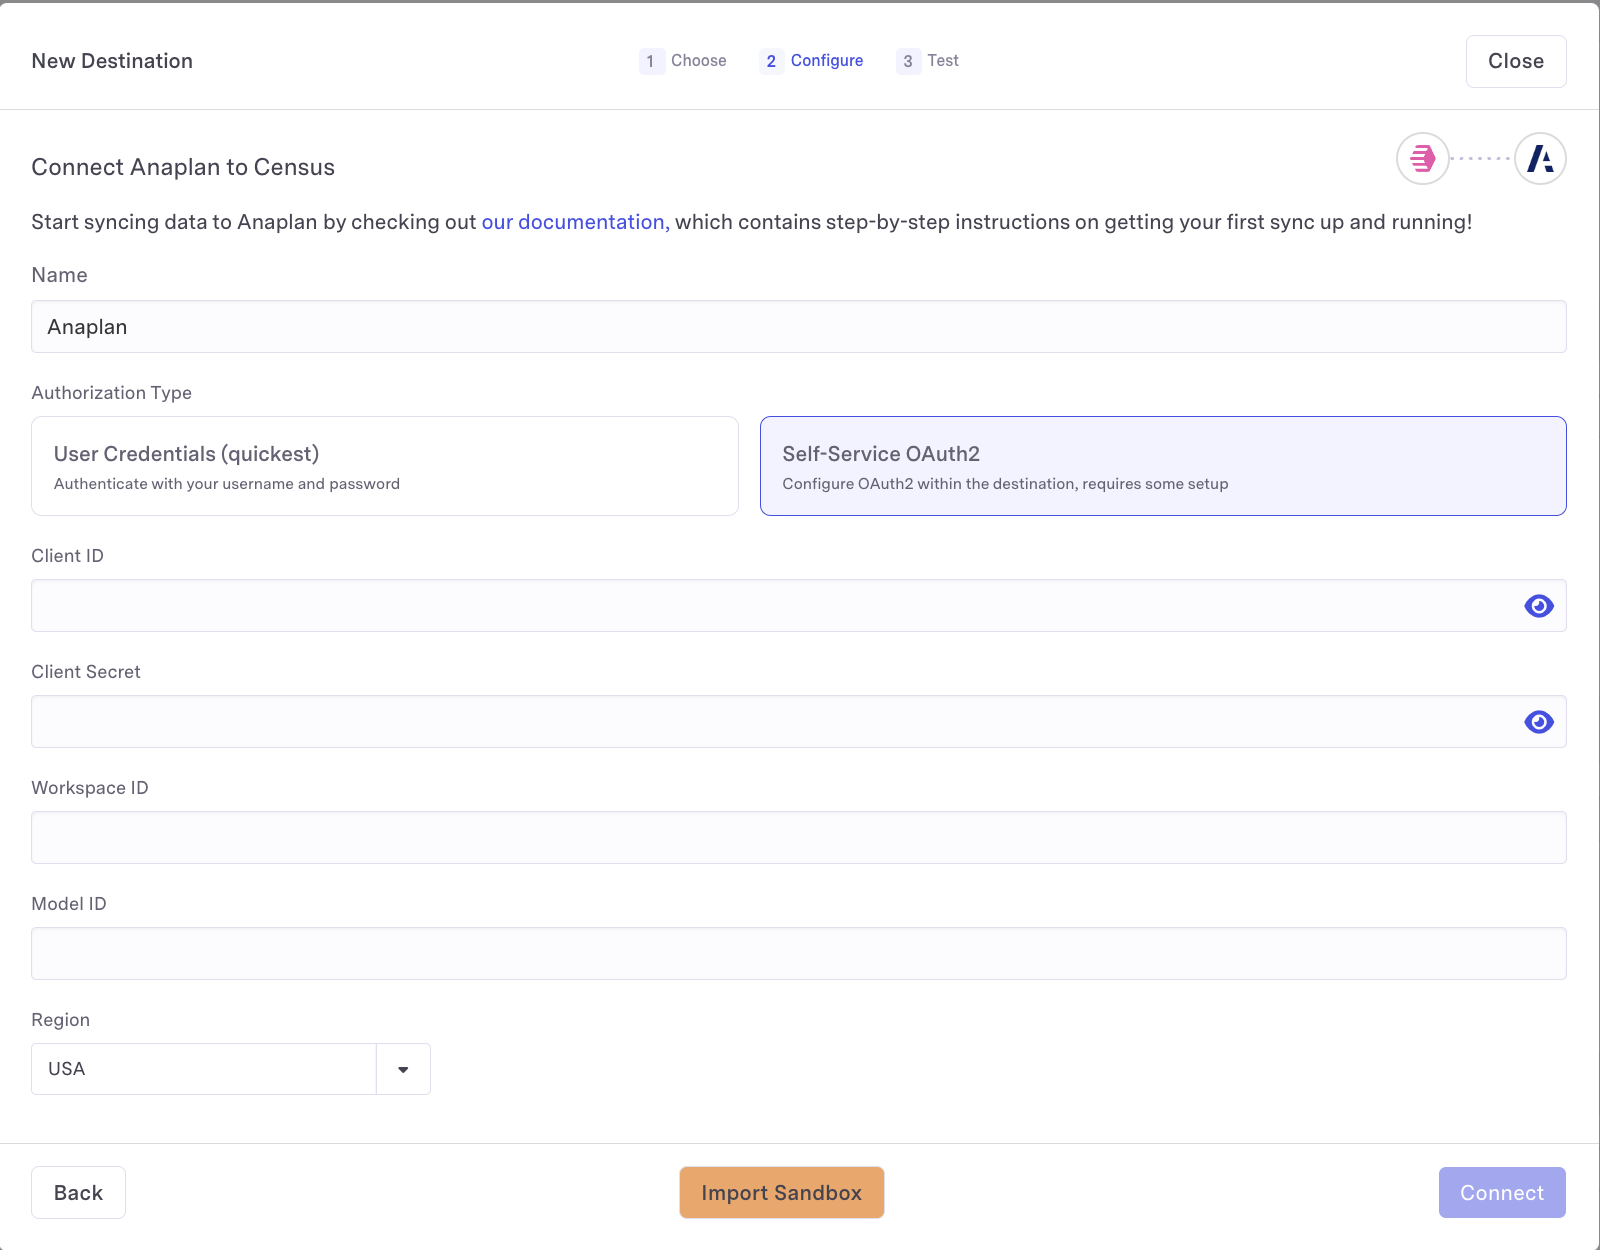 New Destination
1 Choose
2 Configure
3 Test
Close
Connect Anaplan to Census
Start syncing data to Anaplan by checking out our documentation, which contains step-by-step instructions on getting your first sync up and running!
Name
Anaplan
Authorization Type
User Credentials (quickest)
Authenticate with your username and password
Self-Service OAuth2
Configure OAuth2 within the destination, requires some setup
Client ID
Client Secret
Workspace ID
Model ID
Region
USA
Back
Import Sandbox
Connect